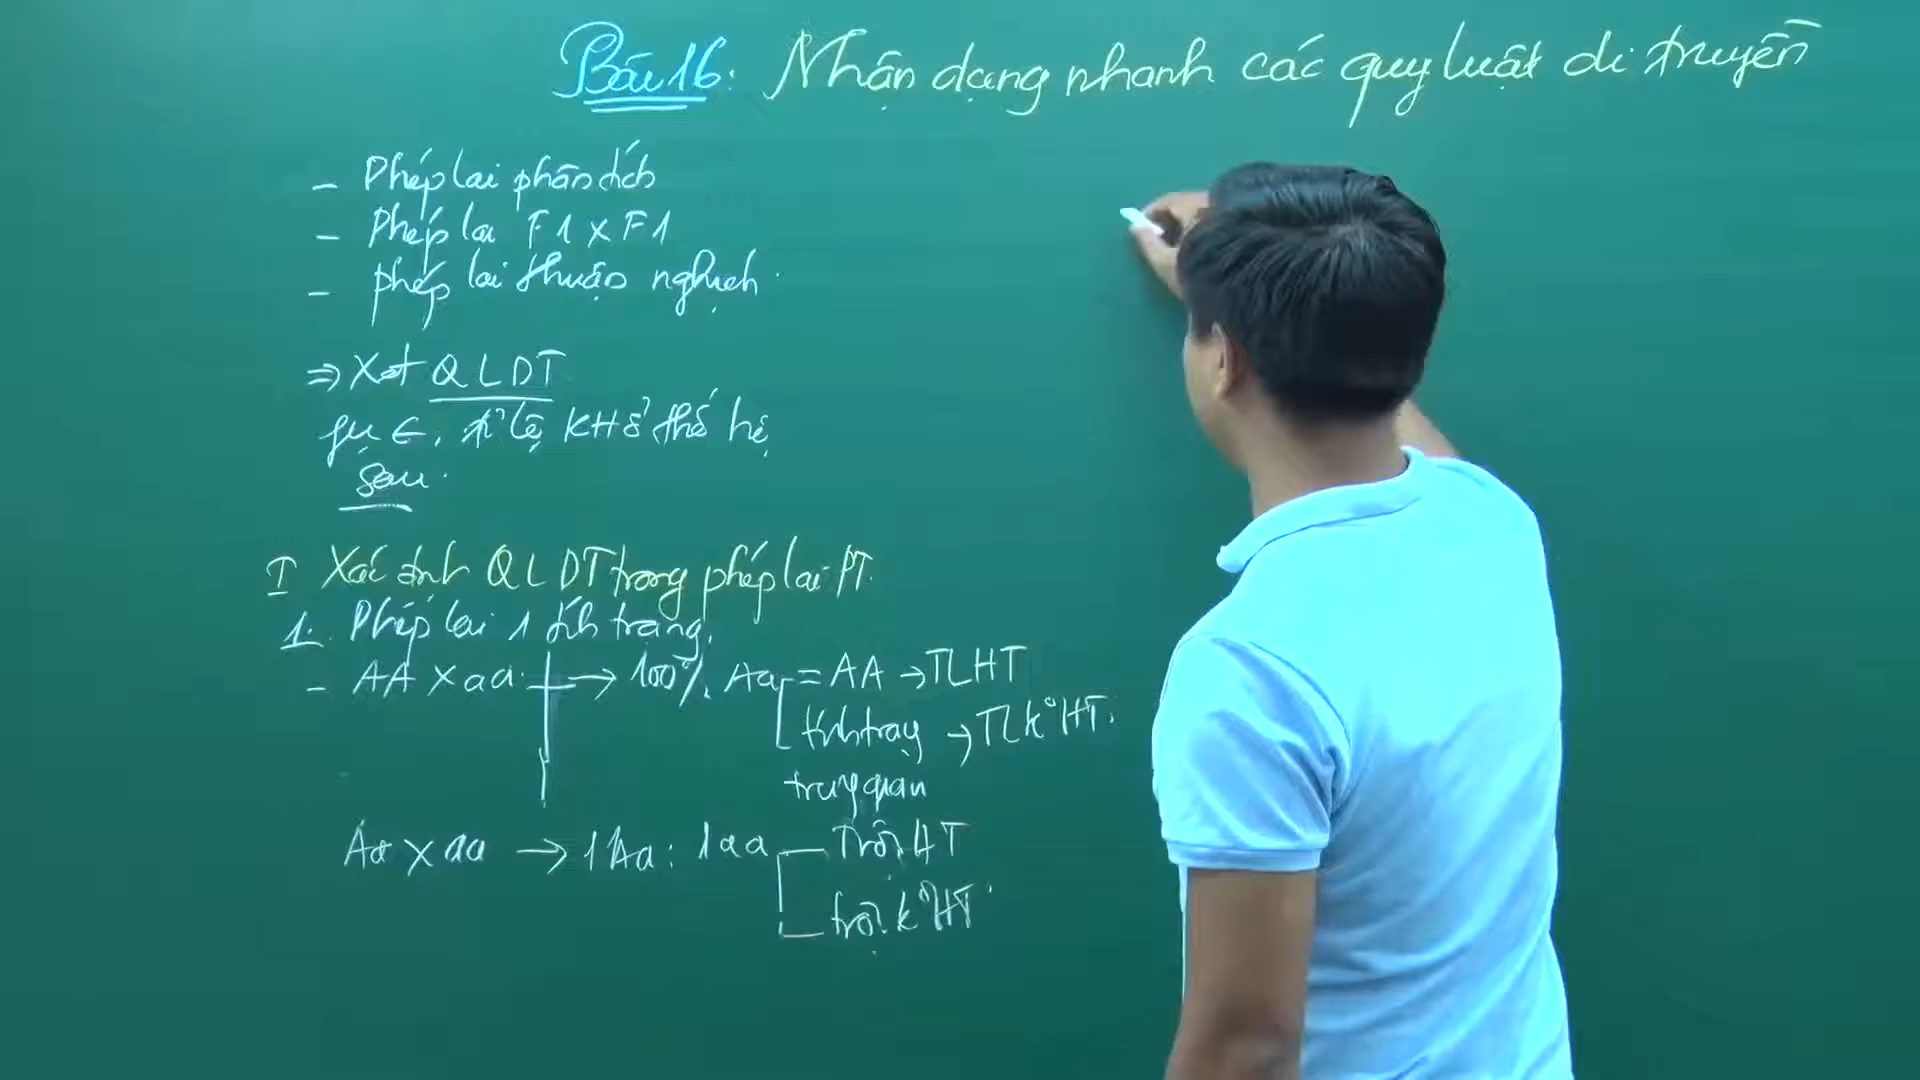 Bài 16: Nhận dạng nhanh các quy luật di truyền
- Phép lai phân tích
- Phép lai F1 x F1
- phép lai thuận nghịch.
=> Xđ QLDT
tỉ lệ KH ở thế hệ
sau.
I Xác định QLDT trong phép lai PT.
1. Phép lai 1 tính trạng.
- AA x aa → 100% Aa = AA → TLHT
tính trạng → TLk°HT.
trung gian
Aa x aa → 1Aa : 1aa Trội HT
trội k°HT